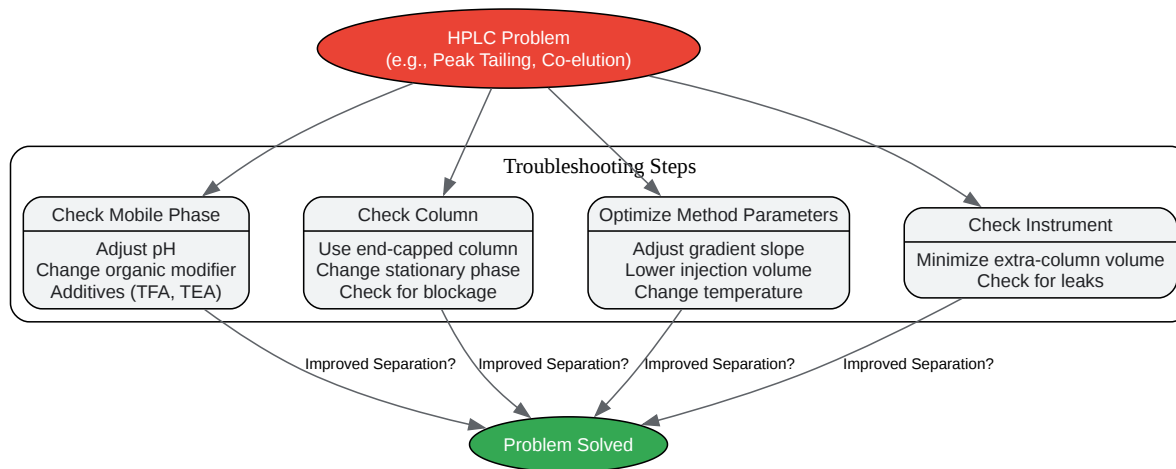 HPLC Problem
(e.g., Peak Tailing, Co-elution)
Troubleshooting Steps
Check Mobile Phase
Adjust pH
Change organic modifier
Additives (TFA, TEA)
Check Column
Use end-capped column
Change stationary phase
Check for blockage
Optimize Method Parameters
Adjust gradient slope
Lower injection volume
Change temperature
Check Instrument
Minimize extra-column volume
Check for leaks
Improved Separation?
Improved Separation?
Improved Separation?
Improved Separation?
Problem Solved